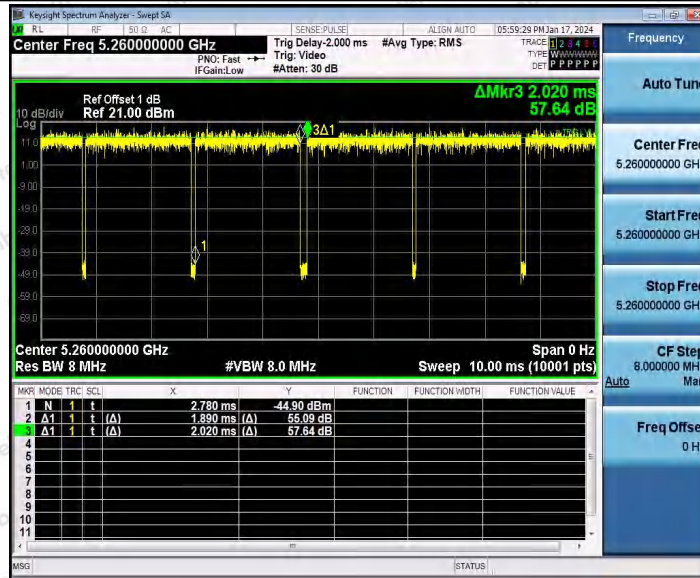 Keysight Spectrum Analyzer - Swept SA
RL RF 50 Ω AC SENSE:PULSE ALIGN AUTO 05:59:29 PM Jan 17, 2024
Center Freq 5.260000000 GHz
PNO: Fast
IFGain:Low
Trig Delay-2.000 ms
Trig: Video
#Atten: 30 dB
#Avg Type: RMS
TRACE 1 2 3 4 5 6
TYPE WWWWWW
DET P P P P P P
Frequency
Auto Tune
Center Freq
5.260000000 GH
Start Freq
5.260000000 GH
Stop Freq
5.260000000 GH
CF Step
8.000000 MH
Auto Ma
Freq Offse
0 H
ΔMkr3 2.020 ms
57.64 dB
Ref Offset 1 dB
10 dB/div Ref 21.00 dBm
Log
11.0
1.00
-9.00
-19.0
-29.0
-39.0
-49.0
-59.0
-69.0
3Δ1
1
Center 5.260000000 GHz Span 0 Hz
Res BW 8 MHz #VBW 8.0 MHz Sweep 10.00 ms (10001 pts)
MKR MODE TRC SCL X Y FUNCTION FUNCTION WIDTH FUNCTION VALUE
1 N 1 t 2.780 ms -44.90 dBm
2 Δ1 1 t (Δ) 1.890 ms (Δ) 55.09 dB
3 Δ1 1 t (Δ) 2.020 ms (Δ) 57.64 dB
4
5
6
7
8
9
10
11
MSG STATUS